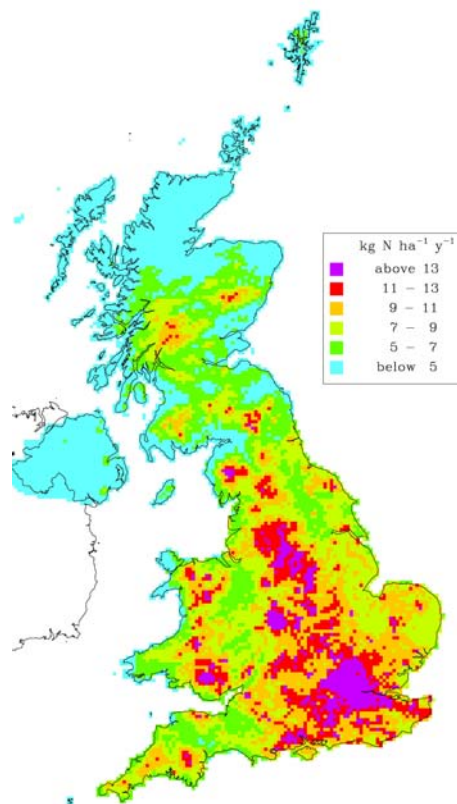 kg N ha⁻¹ y⁻¹
above 13
11 – 13
9 – 11
7 – 9
5 – 7
below 5